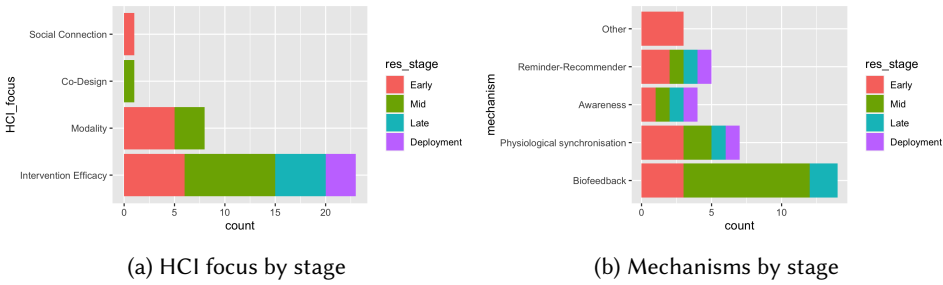 Social Connection
Co-Design
Modality
Intervention Efficacy
HCI_focus
0 5 10 15 20
count
res_stage
Early
Mid
Late
Deployment
(a) HCI focus by stage
Other
Reminder-Recommender
Awareness
Physiological synchronisation
Biofeedback
mechanism
0 5 10
count
res_stage
Early
Mid
Late
Deployment
(b) Mechanisms by stage